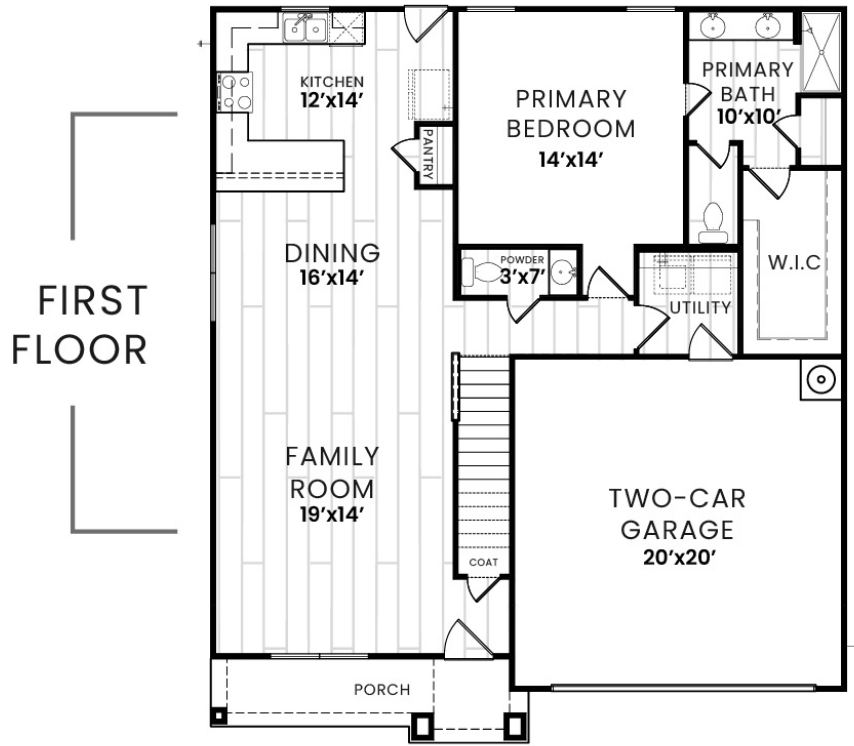 FIRST
FLOOR
KITCHEN
12'x14'
PANTRY
DINING
16'x14'
FAMILY
ROOM
19'x14'
PRIMARY
BEDROOM
14'x14'
PRIMARY
BATH
10'x10'
POWDER
3'x7'
W.I.C
UTILITY
COAT
TWO-CAR
GARAGE
20'x20'
PORCH